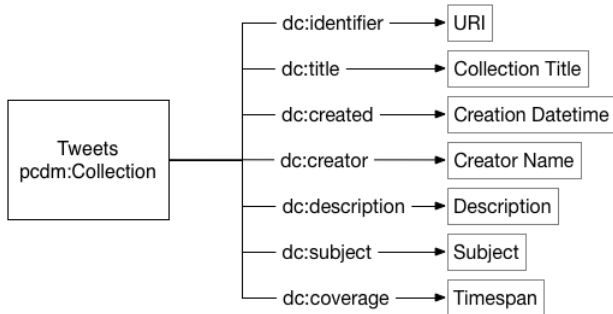 Tweets
pcdm:Collection
dc:identifier URI
dc:title Collection Title
dc:created Creation Datetime
dc:creator Creator Name
dc:description Description
dc:subject Subject
dc:coverage Timespan